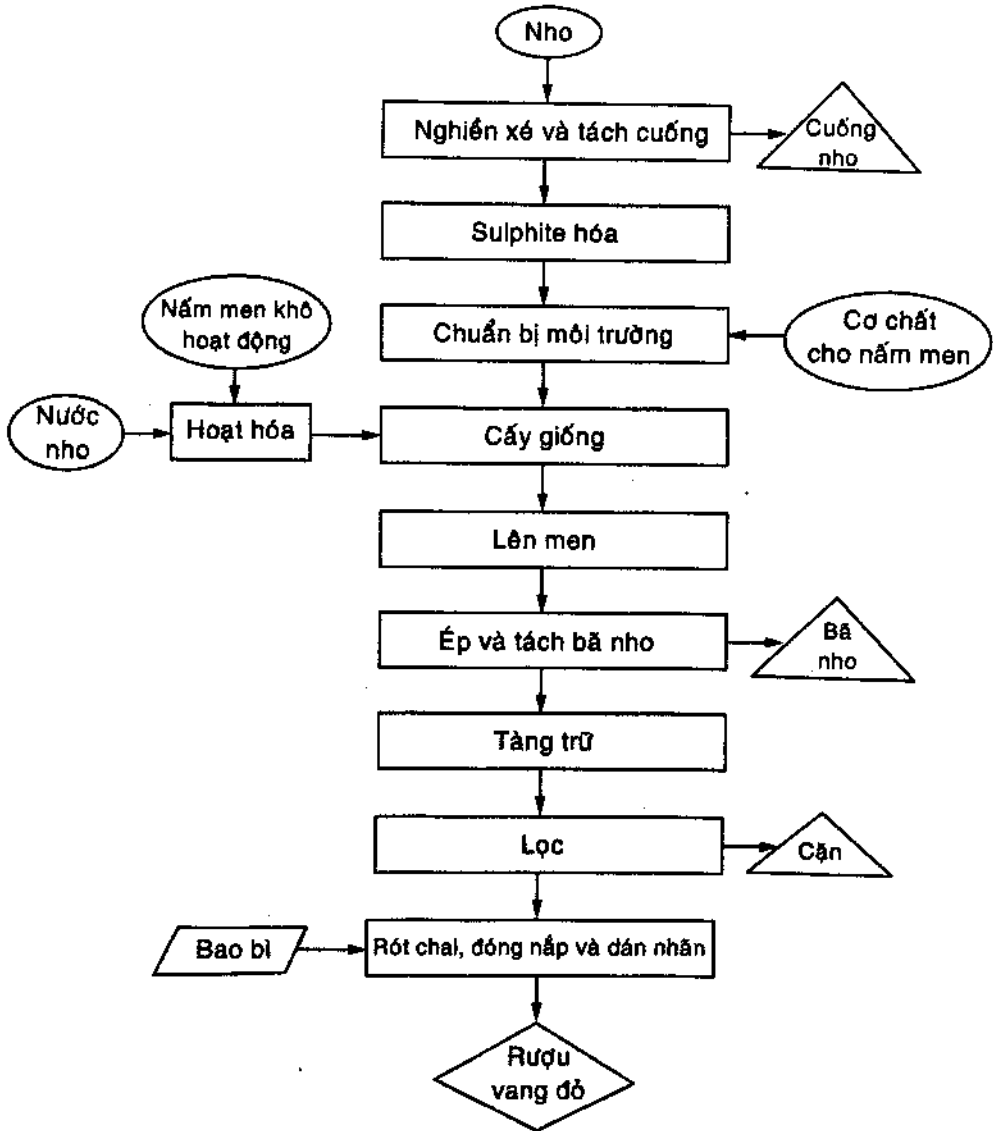 Nho
Nghiền xé và tách cuống
Cuống
nho
Sulphite hóa
Nấm men khô
hoạt động
Chuẩn bị môi trường
Cơ chất
cho nấm men
Nước
nho
Hoạt hóa
Cấy giống
Lên men
Ép và tách bã nho
Bã
nho
Tàng trữ
Lọc
Cặn
Bao bì
Rót chai, đóng nắp và dán nhãn
Rượu
vang đỏ